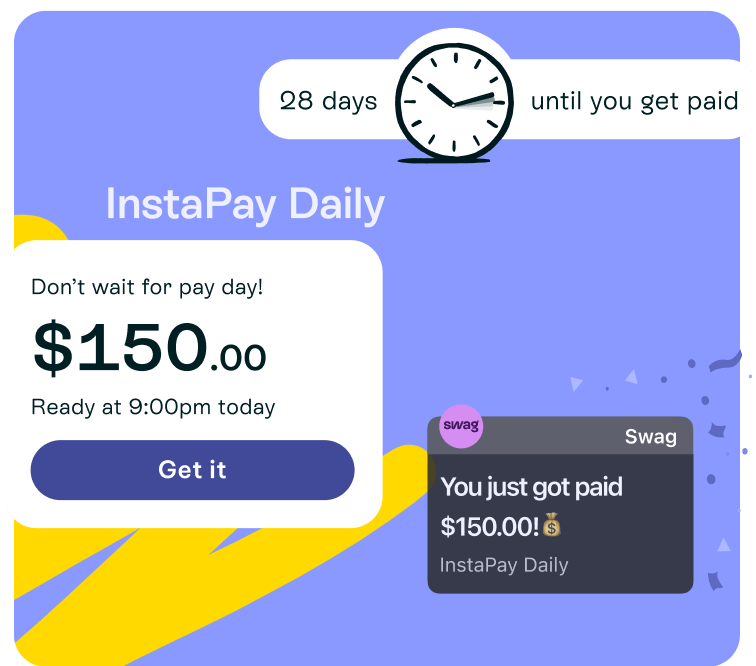 28 days until you get paid
InstaPay Daily
Don't wait for pay day!
$150.00
Ready at 9:00pm today
Get it
swag
Swag
You just got paid
$150.00!💰
InstaPay Daily